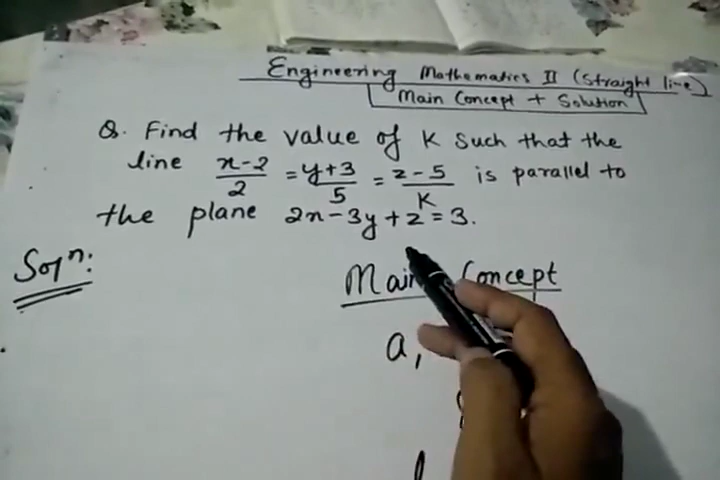 Engineering Mathematics II (Straight line)
Main Concept + Solution
Q. Find the value of K such that the
line x-2/2 = y+3/5 = z-5/K is parallel to
the plane 2x-3y+z=3.
Solⁿ:
Main Concept
a,